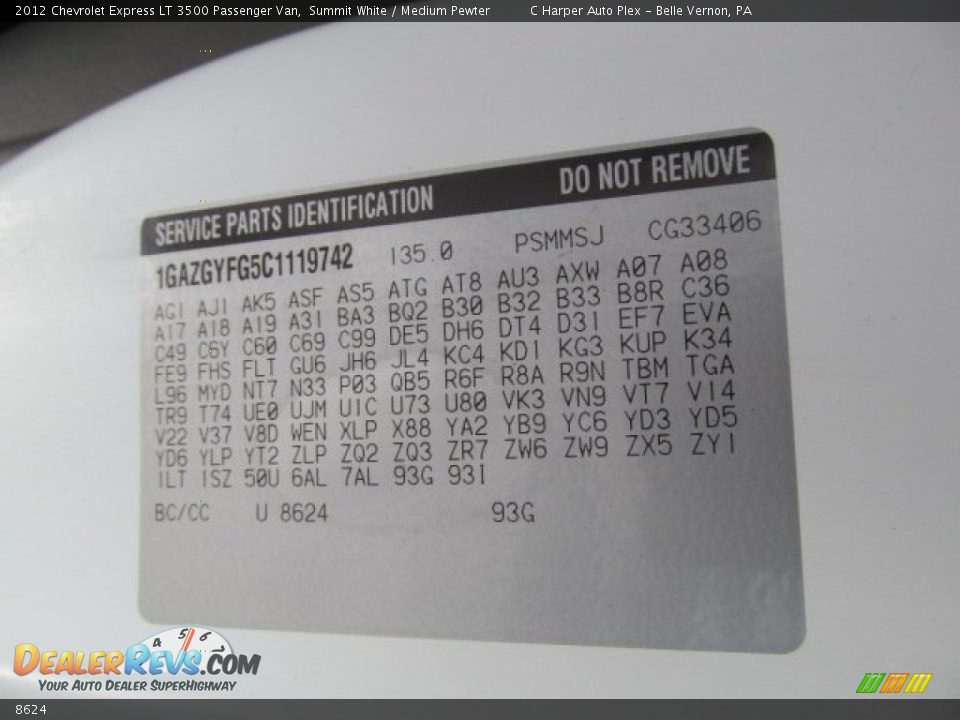 2012 Chevrolet Express LT 3500 Passenger Van, Summit White / Medium Pewter C Harper Auto Plex - Belle Vernon, PA
SERVICE PARTS IDENTIFICATION DO NOT REMOVE
1GAZGYFG5C1119742 135.0 PSMMSJ CG33406
AG1 AJ1 AK5 ASF AS5 ATG AT8 AU3 AXW A07 A08
A17 A18 A19 A31 BA3 BQ2 B30 B32 B33 B8R C36
C49 C6Y C60 C69 C99 DE5 DH6 DT4 D31 EF7 EVA
FE9 FHS FLT GU6 JH6 JL4 KC4 KD1 KG3 KUP K34
L96 MYD NT7 N33 P03 QB5 R6F R8A R9N TBM TGA
TR9 T74 UE0 UJM U1C U73 U80 VK3 VN9 VT7 V14
V22 V37 V8D WEN XLP X88 YA2 YB9 YC6 YD3 YD5
YD6 YLP YT2 ZLP ZQ2 ZQ3 ZR7 ZW6 ZW9 ZX5 ZY1
1LT 1SZ 50U 6AL 7AL 93G 931
BC/CC U 8624 93G
4 5 6
DEALERREVS.COM
YOUR AUTO DEALER SUPERHIGHWAY
8624